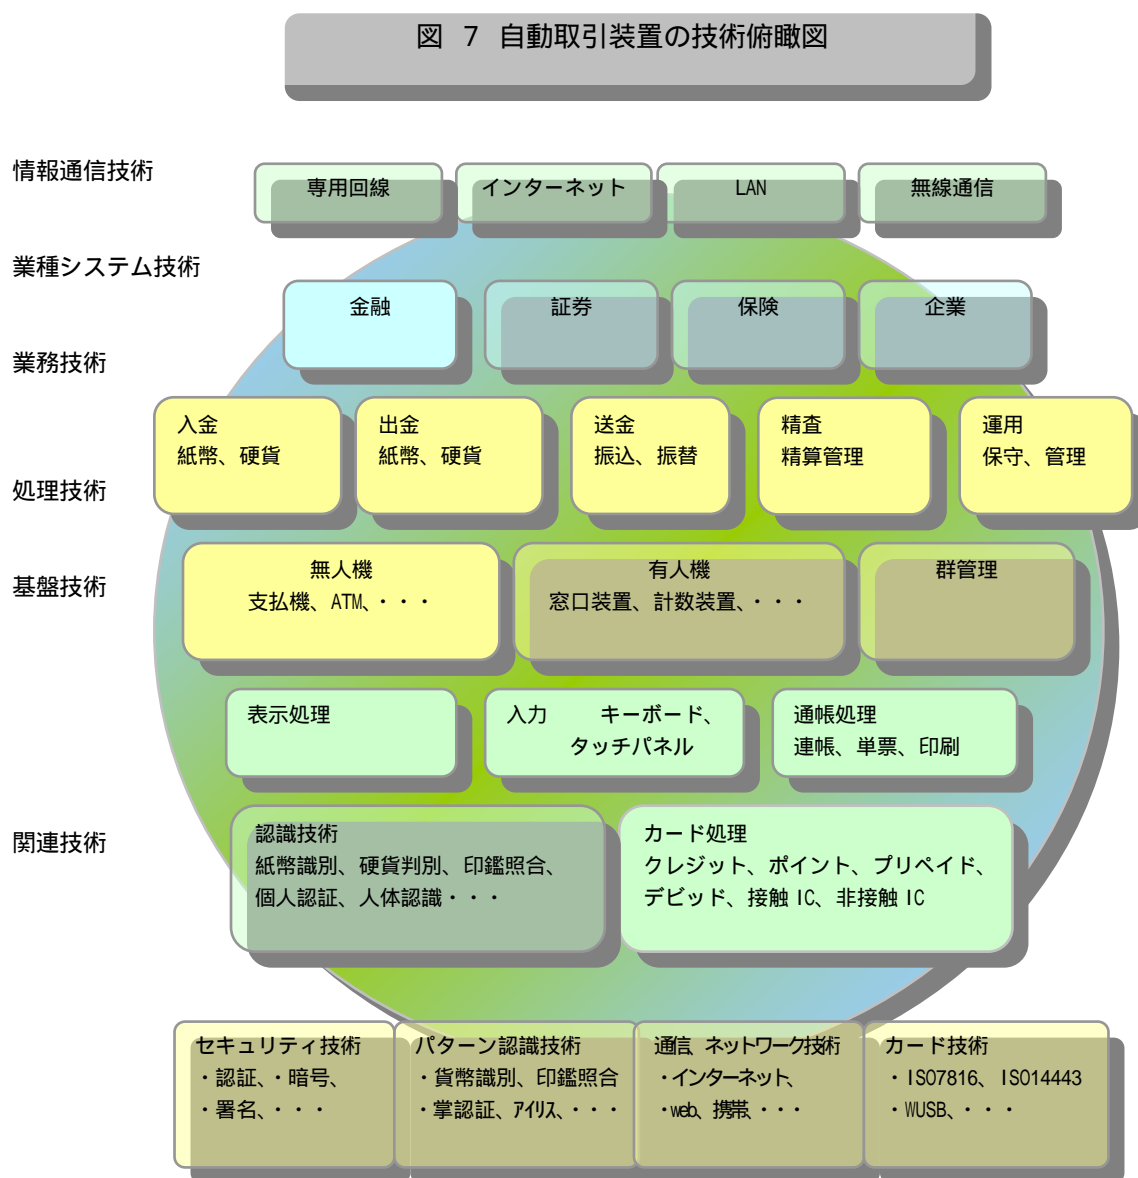 図 7 自動取引装置の技術俯瞰図
情報通信技術
専用回線
インターネット
LAN
無線通信
業種システム技術
金融
証券
保険
企業
業務技術
入金
紙幣、硬貨
出金
紙幣、硬貨
送金
振込、振替
精査
精算管理
運用
保守、管理
処理技術
無人機
支払機、ATM、・・・
有人機
窓口装置、計数装置、・・・
群管理
基盤技術
表示処理
入力 キーボード、
タッチパネル
通帳処理
連帳、単票、印刷
関連技術
認識技術
紙幣識別、硬貨判別、印鑑照合、
個人認証、人体認識・・・
カード処理
クレジット、ポイント、プリペイド、
デビッド、接触 IC、非接触 IC
セキュリティ技術
・認証、・暗号、
・署名、・・・
パターン認識技術
・貨幣識別、印鑑照合
・掌認証、アイリス、・・・
通信、ネットワーク技術
・インターネット、
・web、携帯、・・・
カード技術
・ISO7816、ISO14443
・WUSB、・・・